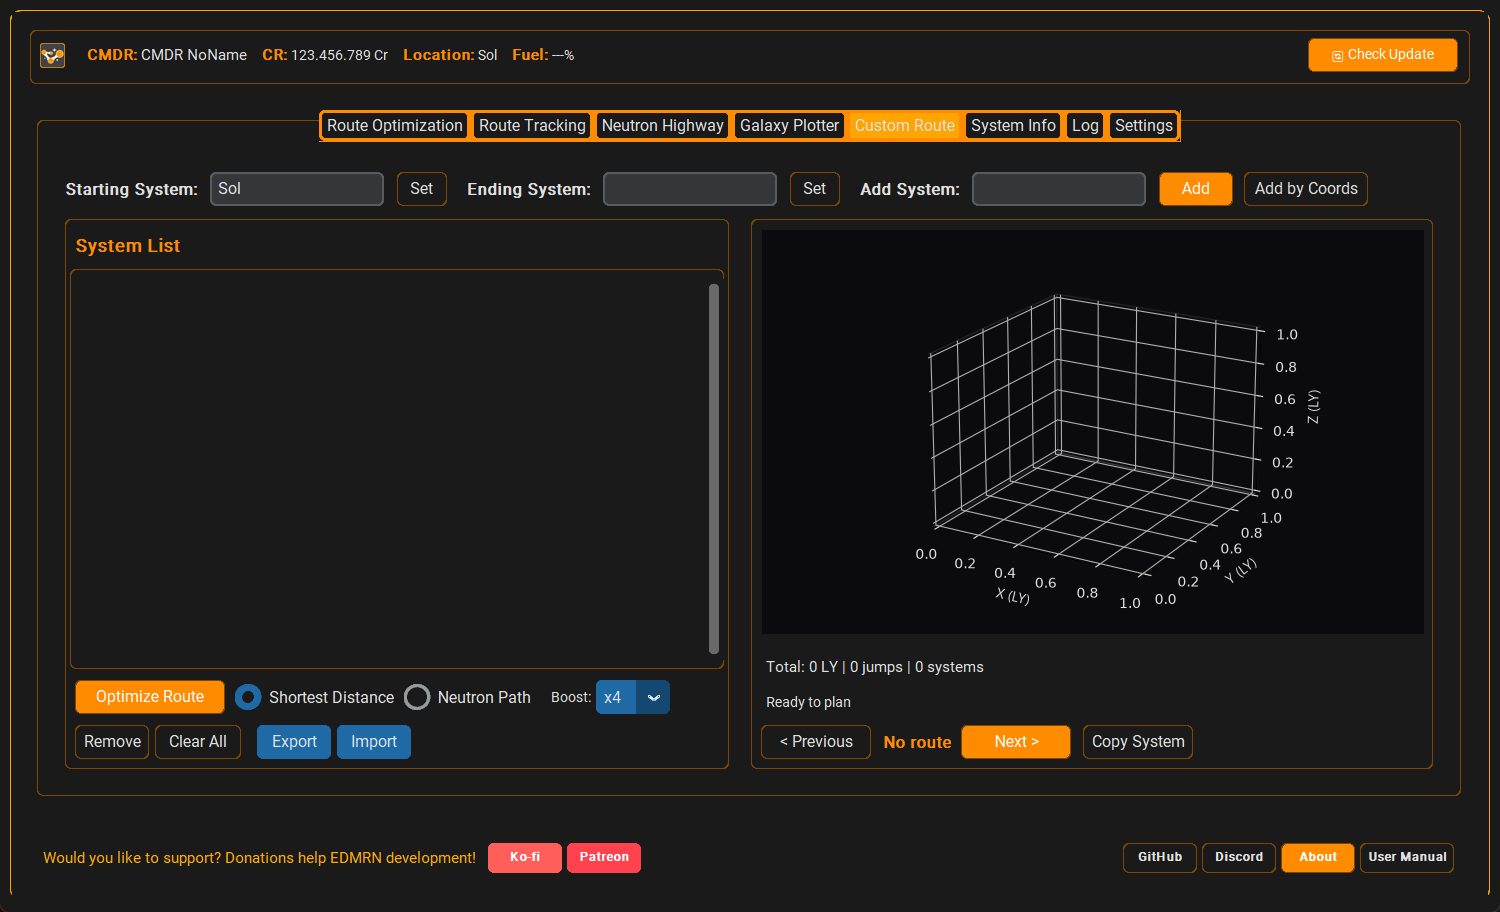 CMDR: CMDR NoName CR: 123.456.789 Cr Location: Sol Fuel: ---% Check Update
Route Optimization Route Tracking Neutron Highway Galaxy Plotter Custom Route System Info Log Settings
Starting System: Sol Set Ending System: Set Add System: Add Add by Coords
System List
1.0
0.8
0.6
0.4
0.2
0.0
Z (LY)
1.0
0.8
0.6
0.4
0.2
0.0
Y (LY)
0.0
0.2
0.4
0.6
0.8
1.0
X (LY)
Total: 0 LY | 0 jumps | 0 systems
Ready to plan
Optimize Route Shortest Distance Neutron Path Boost: x4
Remove Clear All Export Import
< Previous No route Next > Copy System
Would you like to support? Donations help EDMRN development! Ko-fi Patreon GitHub Discord About User Manual